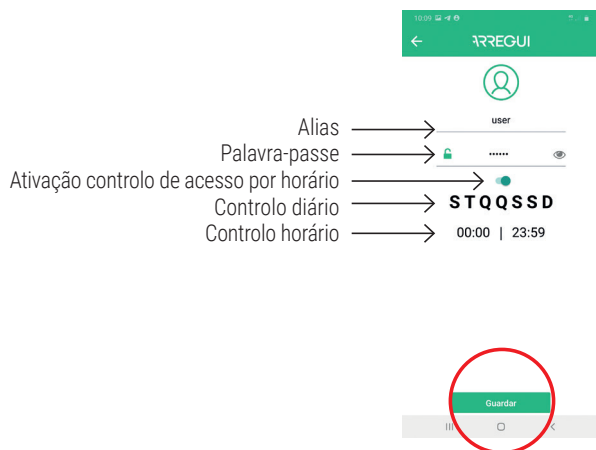 10:09
ARREGUI
user
Alias
Palavra-passe
......
Ativação controlo de acesso por horário
Controlo diário
S T Q Q S S D
Controlo horário
00:00 | 23:59
Guardar